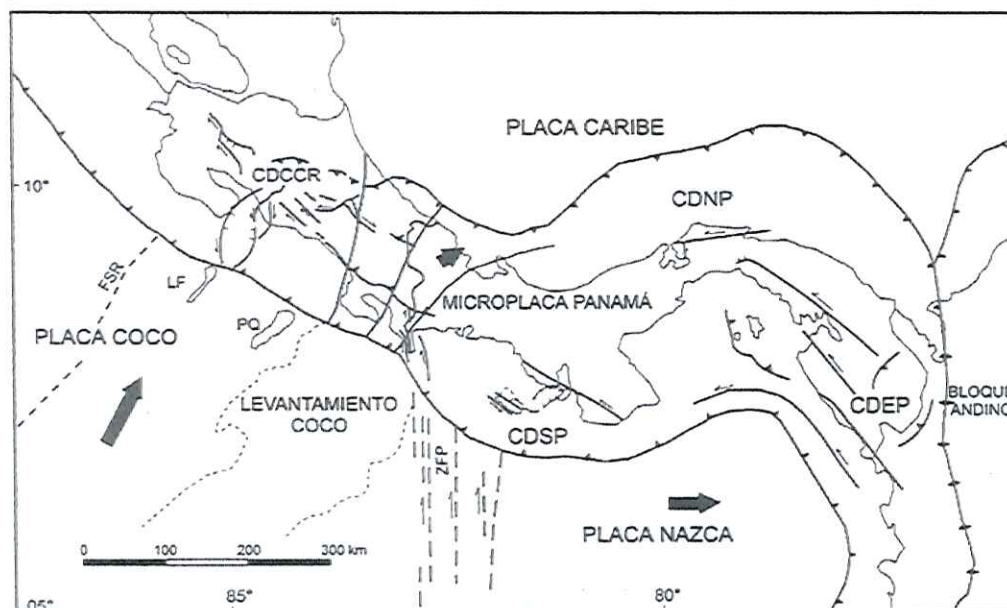 PLACA CARIBE
10°
CDCCR
CDNP
FSR
LF
MICROPLACA PANAMÁ
PQ
PLACA COCO
LEVANTAMIENTO
COCO
CDEP
BLOQUE
ANDINO
CDSP
ZFP
PLACA NAZCA
0 100 200 300 km
05°
85°
80°